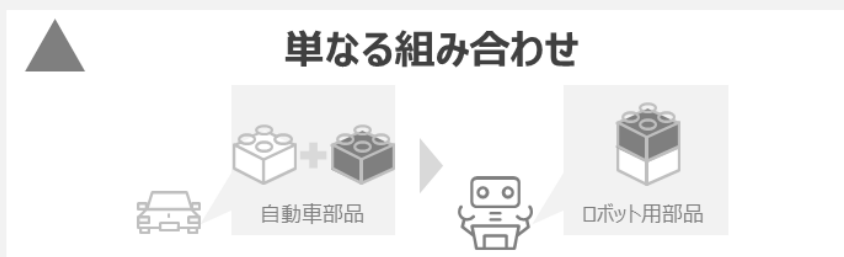 単なる組み合わせ
自動車部品
ロボット用部品